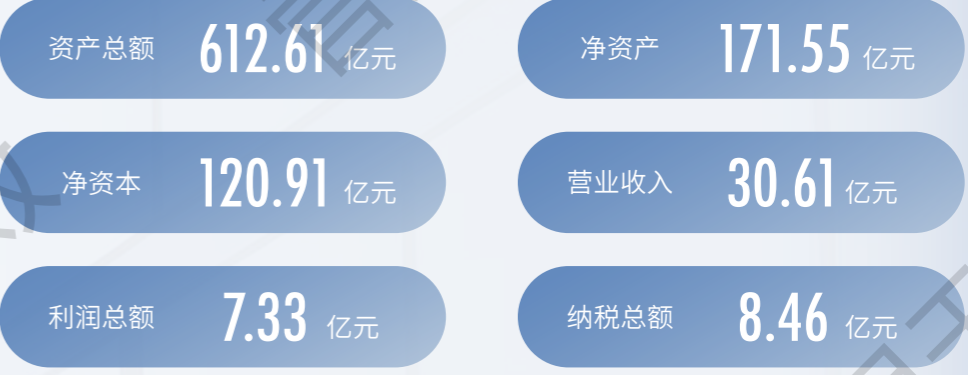 资产总额 612.61 亿元
净资产 171.55 亿元
净资本 120.91 亿元
营业收入 30.61 亿元
利润总额 7.33 亿元
纳税总额 8.46 亿元